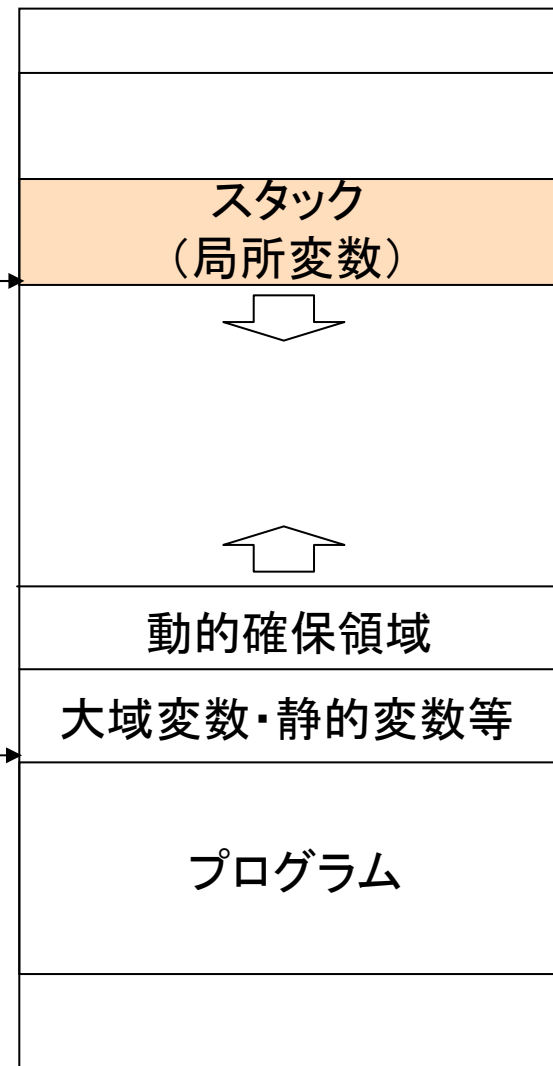 スタック
（局所変数）
動的確保領域
大域変数・静的変数等
プログラム